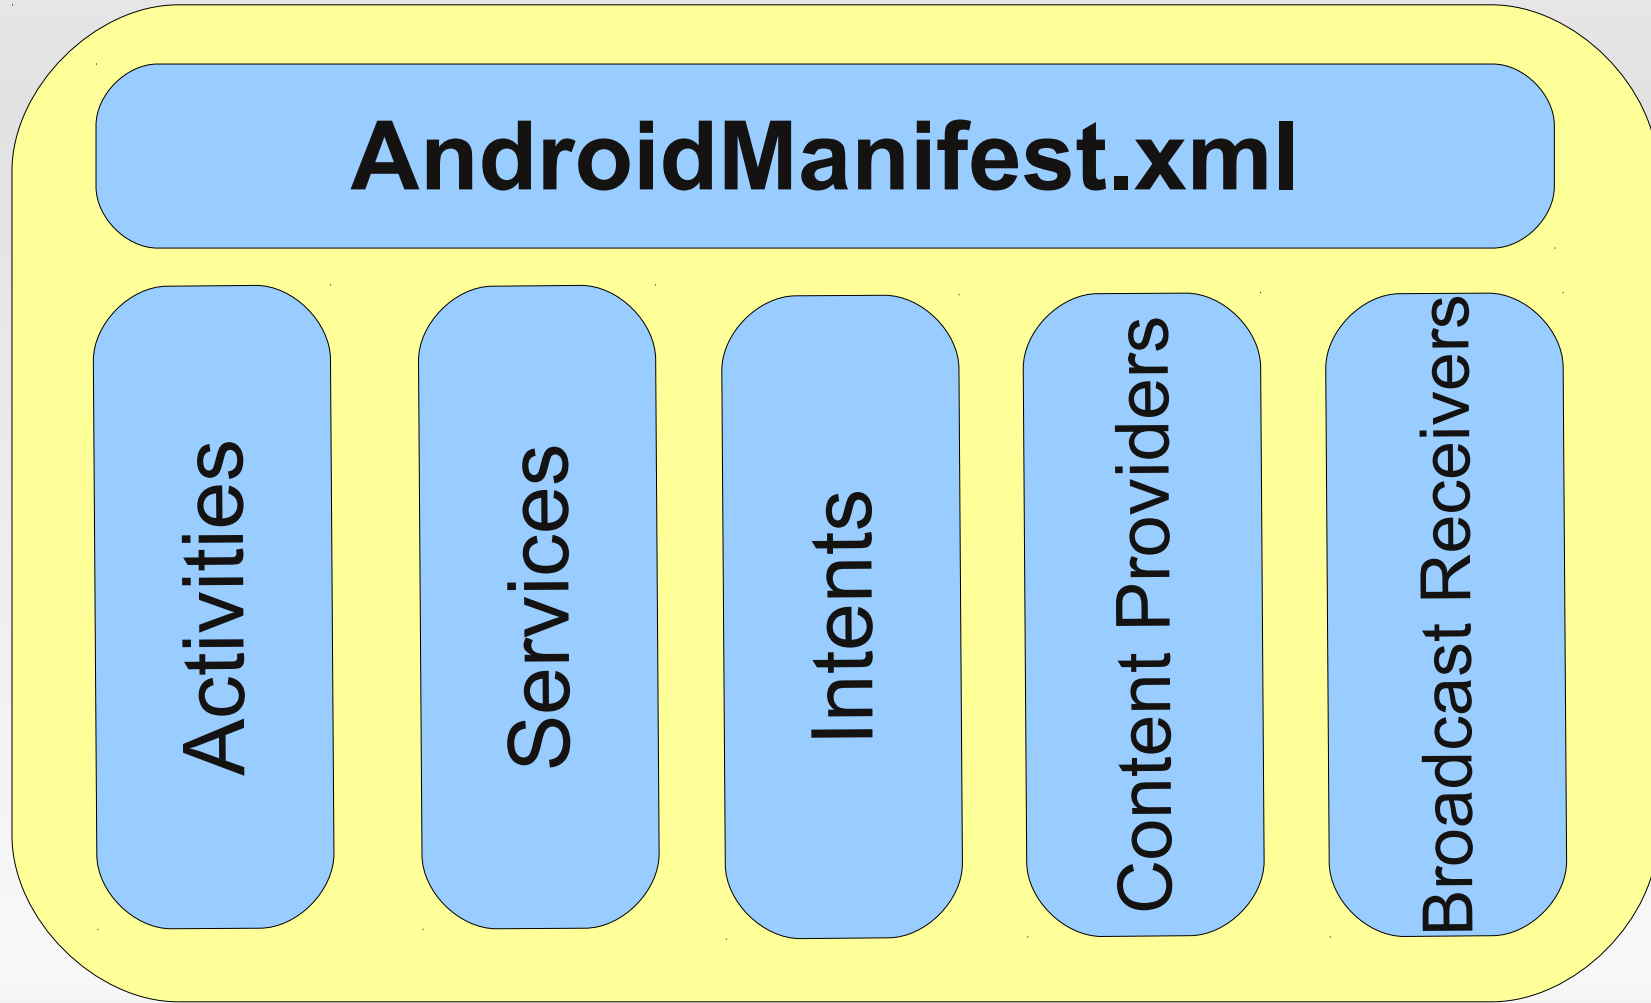 AndroidManifest.xml
Activities
Services
Intents
Content Providers
Broadcast Receivers